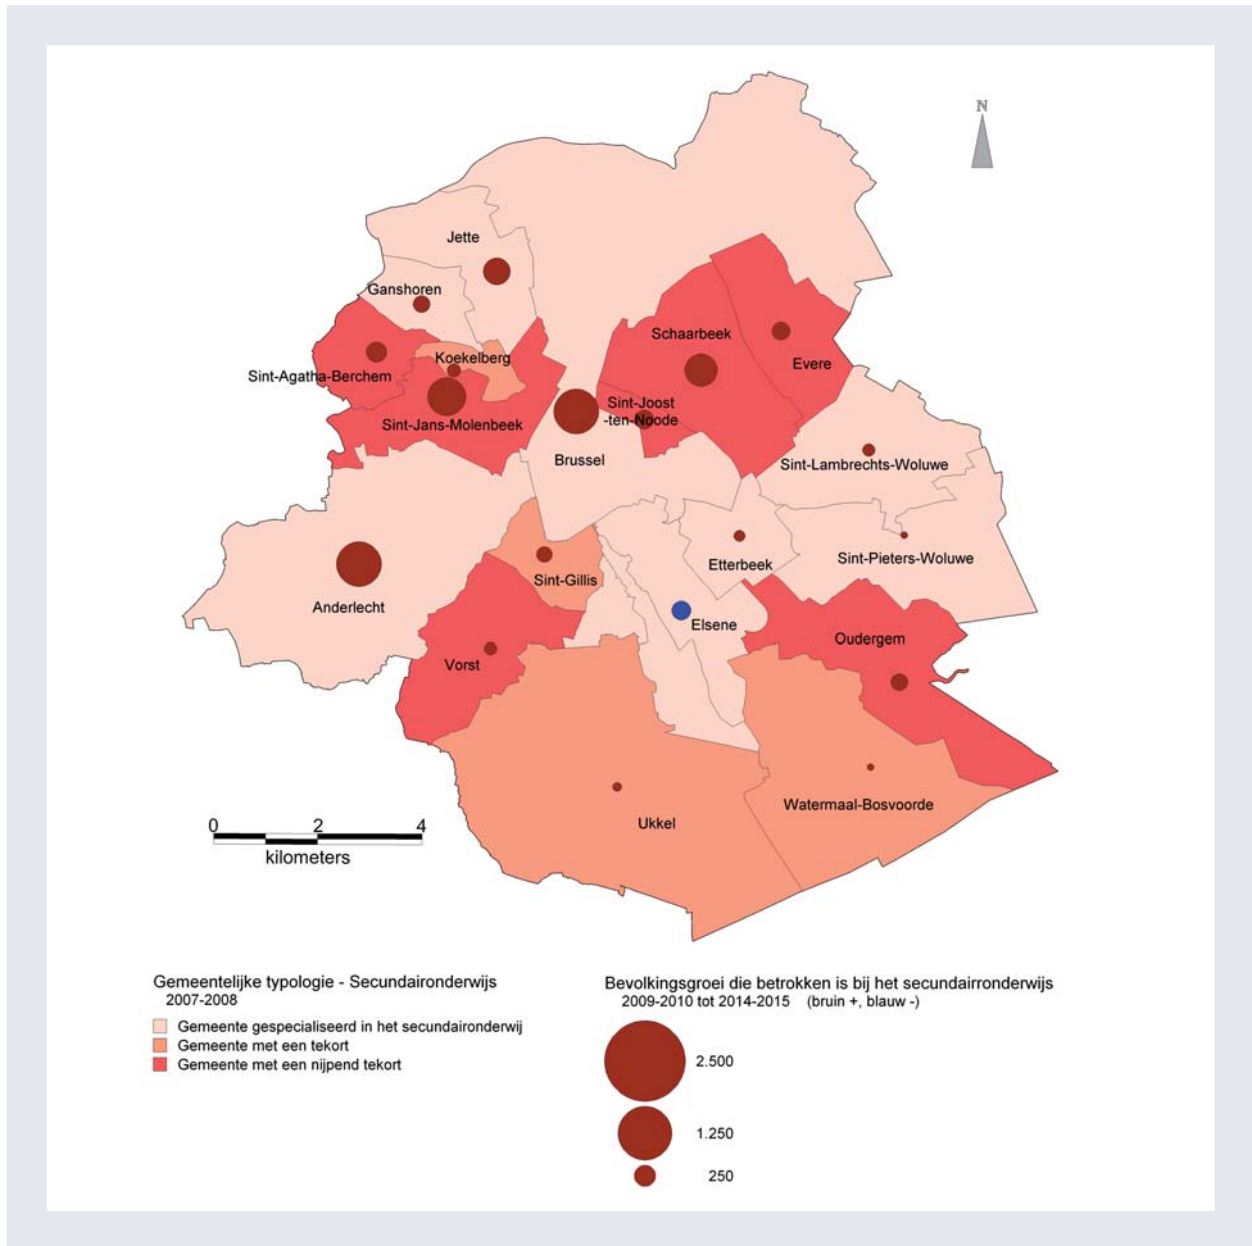 N
Jette
Ganshoren
Schaarbeek
Koekelberg
Evere
Sint-Agatha-Berchem
Sint-Joost
-ten-Noode
Sint-Jans-Molenbeek
Brussel
Sint-Lambrechts-Woluwe
Sint-Pieters-Woluwe
Etterbeek
Sint-Gillis
Anderlecht
Elsene
Oudergem
Vorst
Watermaal-Bosvoorde
Ukkel
0 2 4
kilometers
Gemeentelijke typologie - Secundaironderwijs
2007-2008
Gemeente gespecialiseerd in het secundaironderwij
Gemeente met een tekort
Gemeente met een nijpend tekort
Bevolkingsgroei die betrokken is bij het secundairronderwijs
2009-2010 tot 2014-2015 (bruin +, blauw -)
2.500
1.250
250